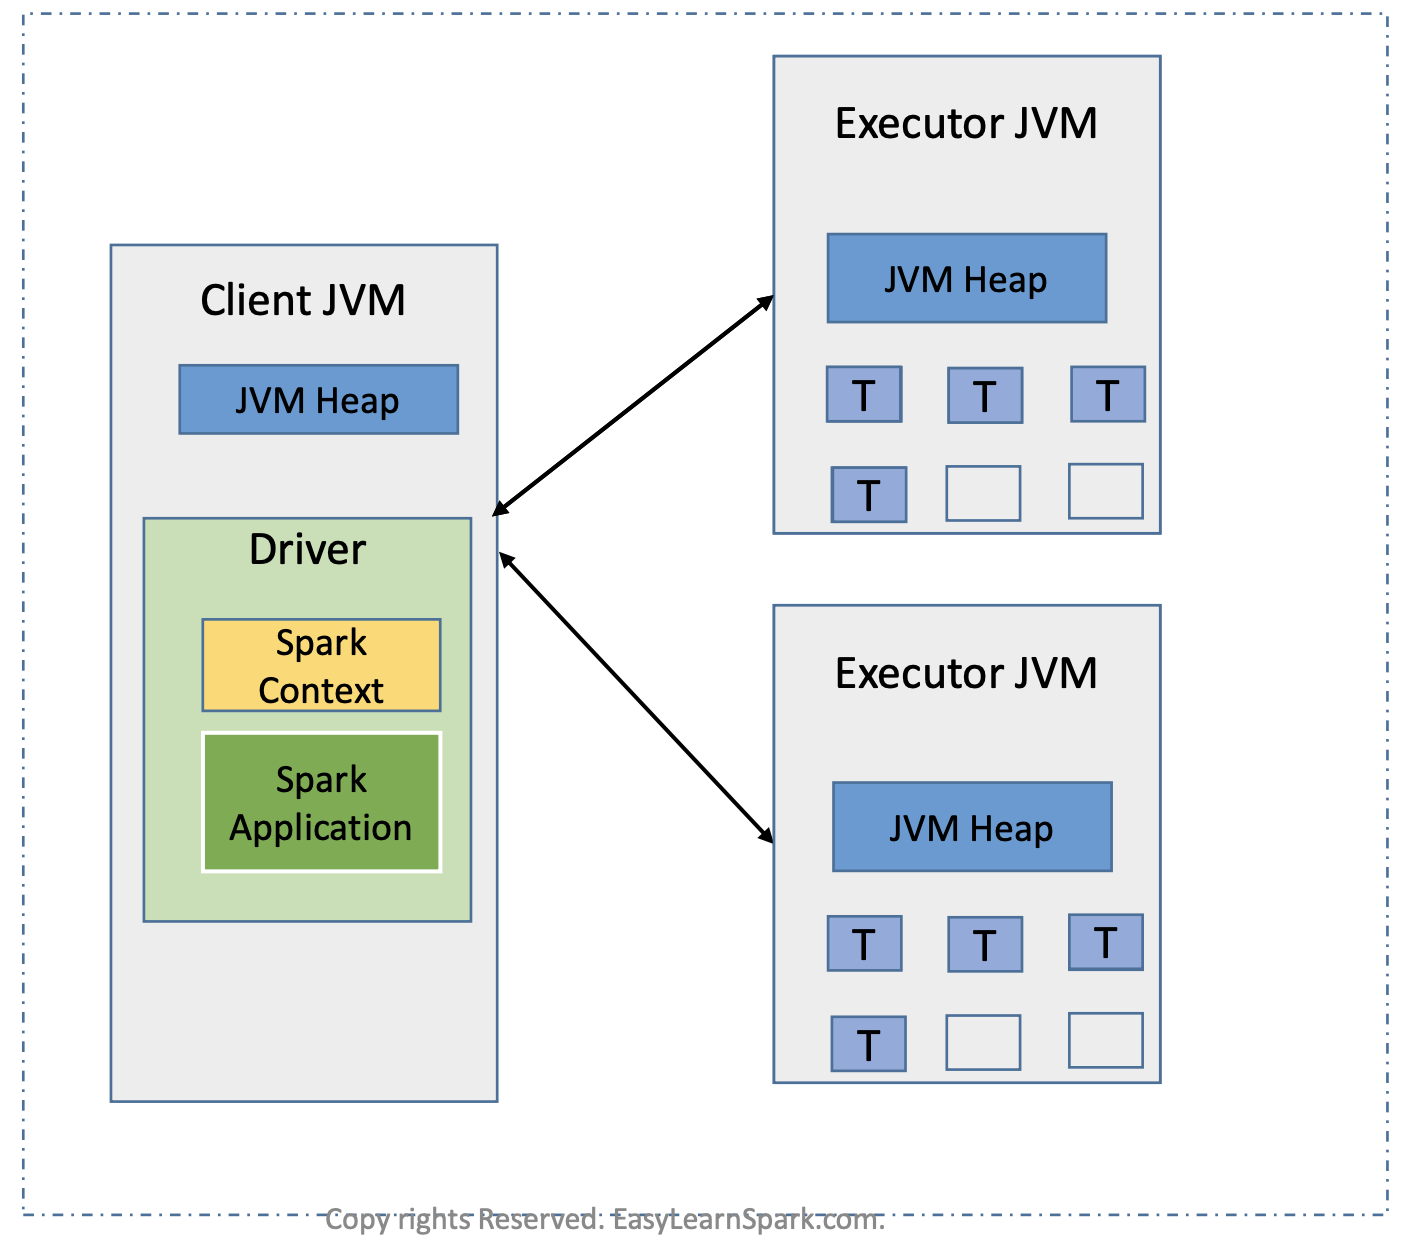 Client JVM
JVM Heap
Driver
Spark
Context
Spark
Application
Executor JVM
JVM Heap
T T T
T
Executor JVM
JVM Heap
T T T
T
Copy rights Reserved. EasyLearnSpark.com.